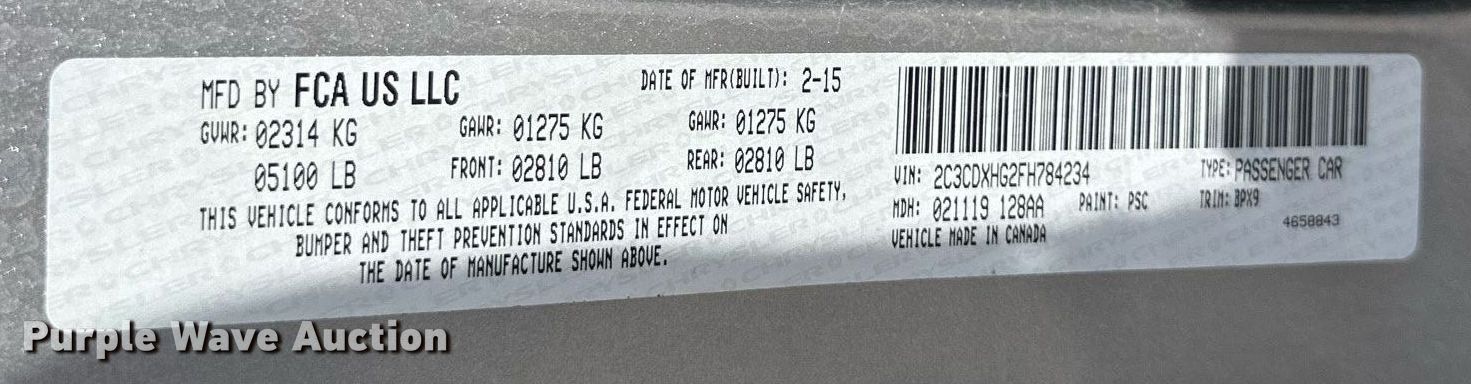 MFD BY FCA US LLC
DATE OF MFR(BUILT): 2-15
GVWR: 02314 KG
GAWR: 01275 KG
GAWR: 01275 KG
05100 LB
FRONT: 02810 LB
REAR: 02810 LB
THIS VEHICLE CONFORMS TO ALL APPLICABLE U.S.A. FEDERAL MOTOR VEHICLE SAFETY,
BUMPER AND THEFT PREVENTION STANDARDS IN EFFECT ON
THE DATE OF MANUFACTURE SHOWN ABOVE.
VIN: 2C3CDXHG2FH784234
TYPE: PASSENGER CAR
MDH: 021119 128AA
PAINT: PSC
TRIM: BPX9
VEHICLE MADE IN CANADA
4658843
Purple Wave Auction